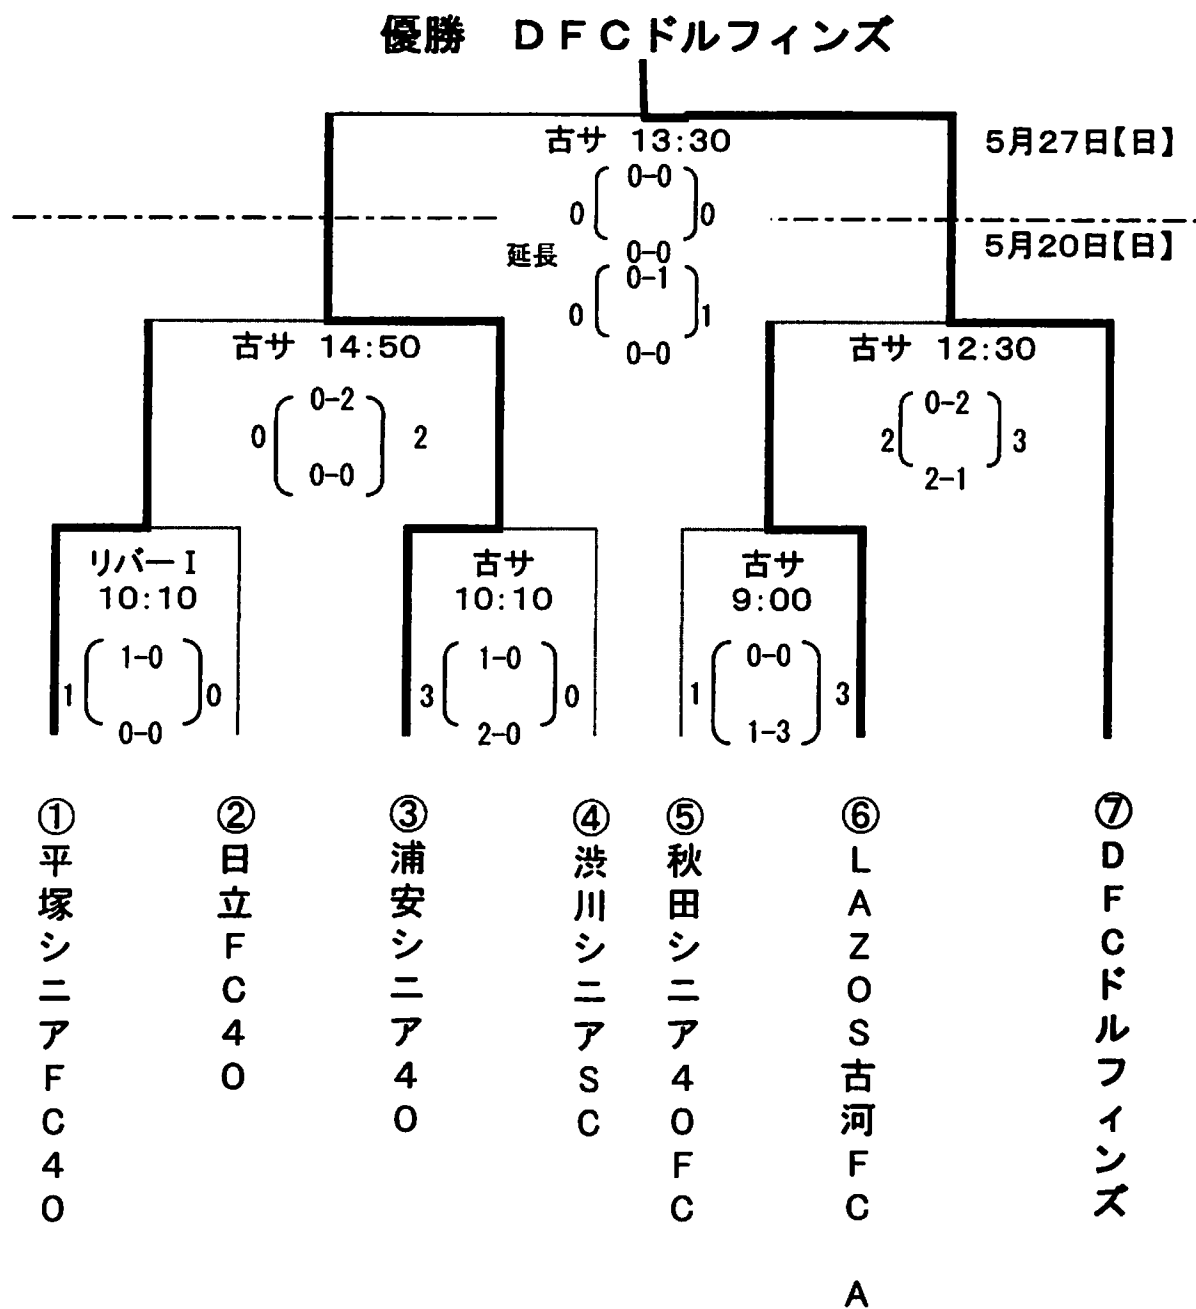 優勝 DFCドルフィンズ
古サ 13:30
5月27日【日】
0-0
0 0
0-0
5月20日【日】
延長
0-1
0 1
0-0
古サ 14:50
0-2
0 2
0-0
古サ 12:30
0-2
2 3
2-1
リバーI
10:10
1-0
1 0
0-0
古サ
10:10
1-0
3 0
2-0
古サ
9:00
0-0
1 3
1-3
①平塚シニアFC40
②日立FC40
③浦安シニア40
④渋川シニアSC
⑤秋田シニア40FC
⑥LAZOS古河FC A
⑦DFCドルフィンズ